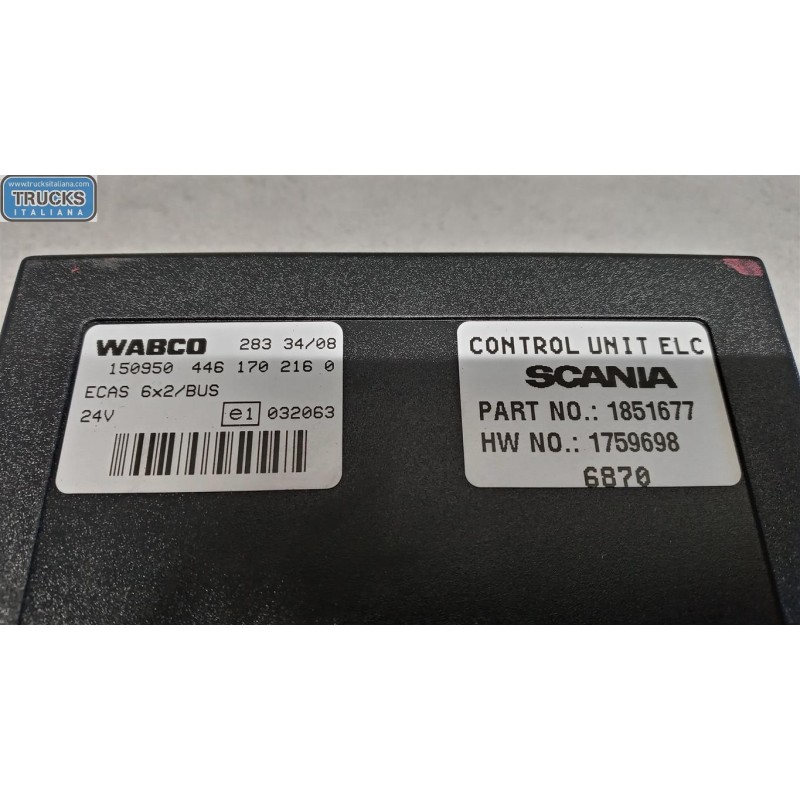 www.trucksitaliana.com
TRUCKS
ITALIANA
WABCO 283 34/08
150950 446 170 216 0
ECAS 6x2/BUS
24V e1 032063
CONTROL UNIT ELC
SCANIA
PART NO.: 1851677
HW NO.: 1759698
6870